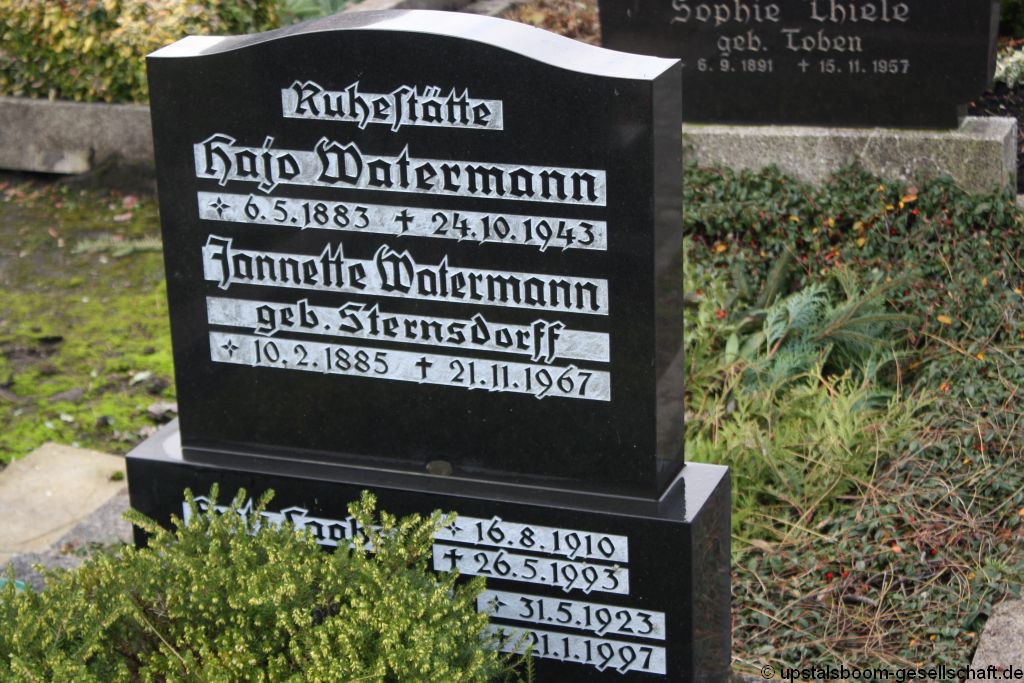 Sophie Thiele
geb. Toben
6.9.1891 + 15.11.1957
Ruhestätte
Hajo Watermann
6.5.1883 + 24.10.1943
Jannette Watermann
geb. Sternsdorff
10.2.1885 + 21.11.1967
16.8.1910
+ 26.5.1993
31.5.1923
+ 21.1.1997
© upstalsboom-gesellschaft.de